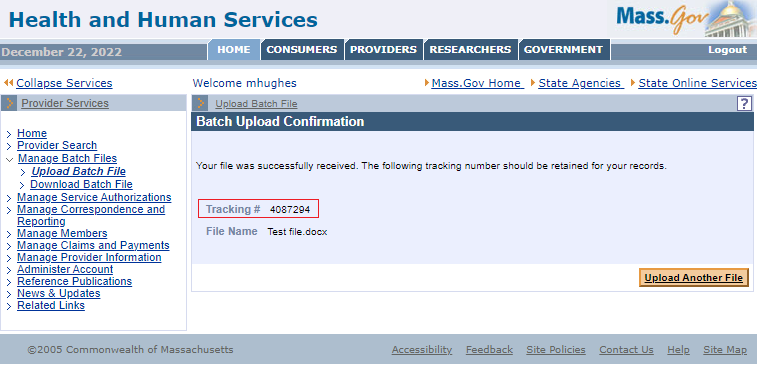 Health and Human Services
Mass.Gov
December 22, 2022
HOME CONSUMERS PROVIDERS RESEARCHERS GOVERNMENT Logout
Collapse Services Welcome mhughes Mass.Gov Home State Agencies State Online Services
Provider Services
Upload Batch File ?
Batch Upload Confirmation
Home
Provider Search
Manage Batch Files
Upload Batch File
Download Batch File
Manage Service Authorizations
Manage Correspondence and
Reporting
Manage Members
Manage Claims and Payments
Manage Provider Information
Administer Account
Reference Publications
News & Updates
Related Links
Your file was successfully received. The following tracking number should be retained for your records.
Tracking # 4087294
File Name Test file.docx
Upload Another File
©2005 Commonwealth of Massachusetts Accessibility Feedback Site Policies Contact Us Help Site Map